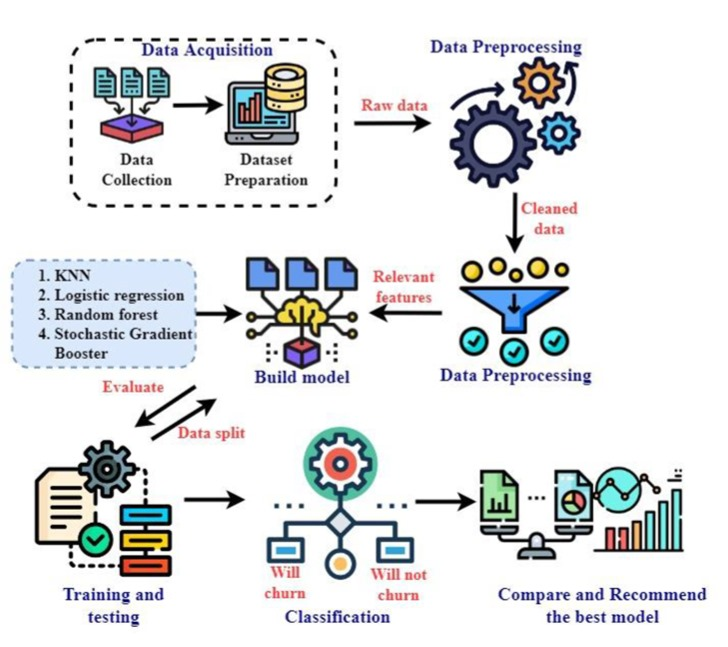 Data Acquisition
Data Preprocessing
Data
Collection
Dataset
Preparation
Raw data
Cleaned
data
1. KNN
2. Logistic regression
3. Random forest
4. Stochastic Gradient
Booster
Relevant
features
Build model
Data Preprocessing
Evaluate
Data split
Will
churn
Will not
churn
Training and
testing
Classification
Compare and Recommend
the best model